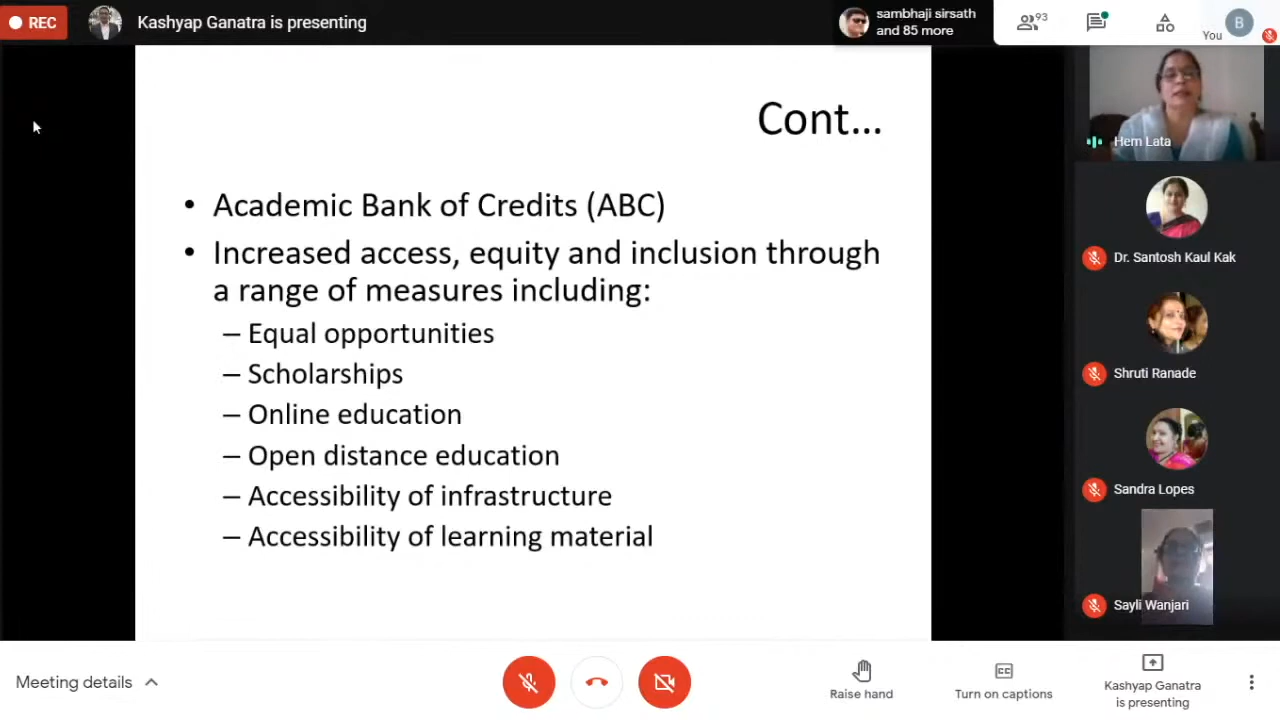 REC
Kashyap Ganatra is presenting
sambhaji sirsath
and 85 more
93
B
You
Cont...
• Academic Bank of Credits (ABC)
• Increased access, equity and inclusion through
a range of measures including:
– Equal opportunities
– Scholarships
– Online education
– Open distance education
– Accessibility of infrastructure
– Accessibility of learning material
Hem Lata
Dr. Santosh Kaul Kak
Shruti Ranade
Sandra Lopes
Sayli Wanjari
Meeting details
Raise hand
CC
Turn on captions
Kashyap Ganatra
is presenting